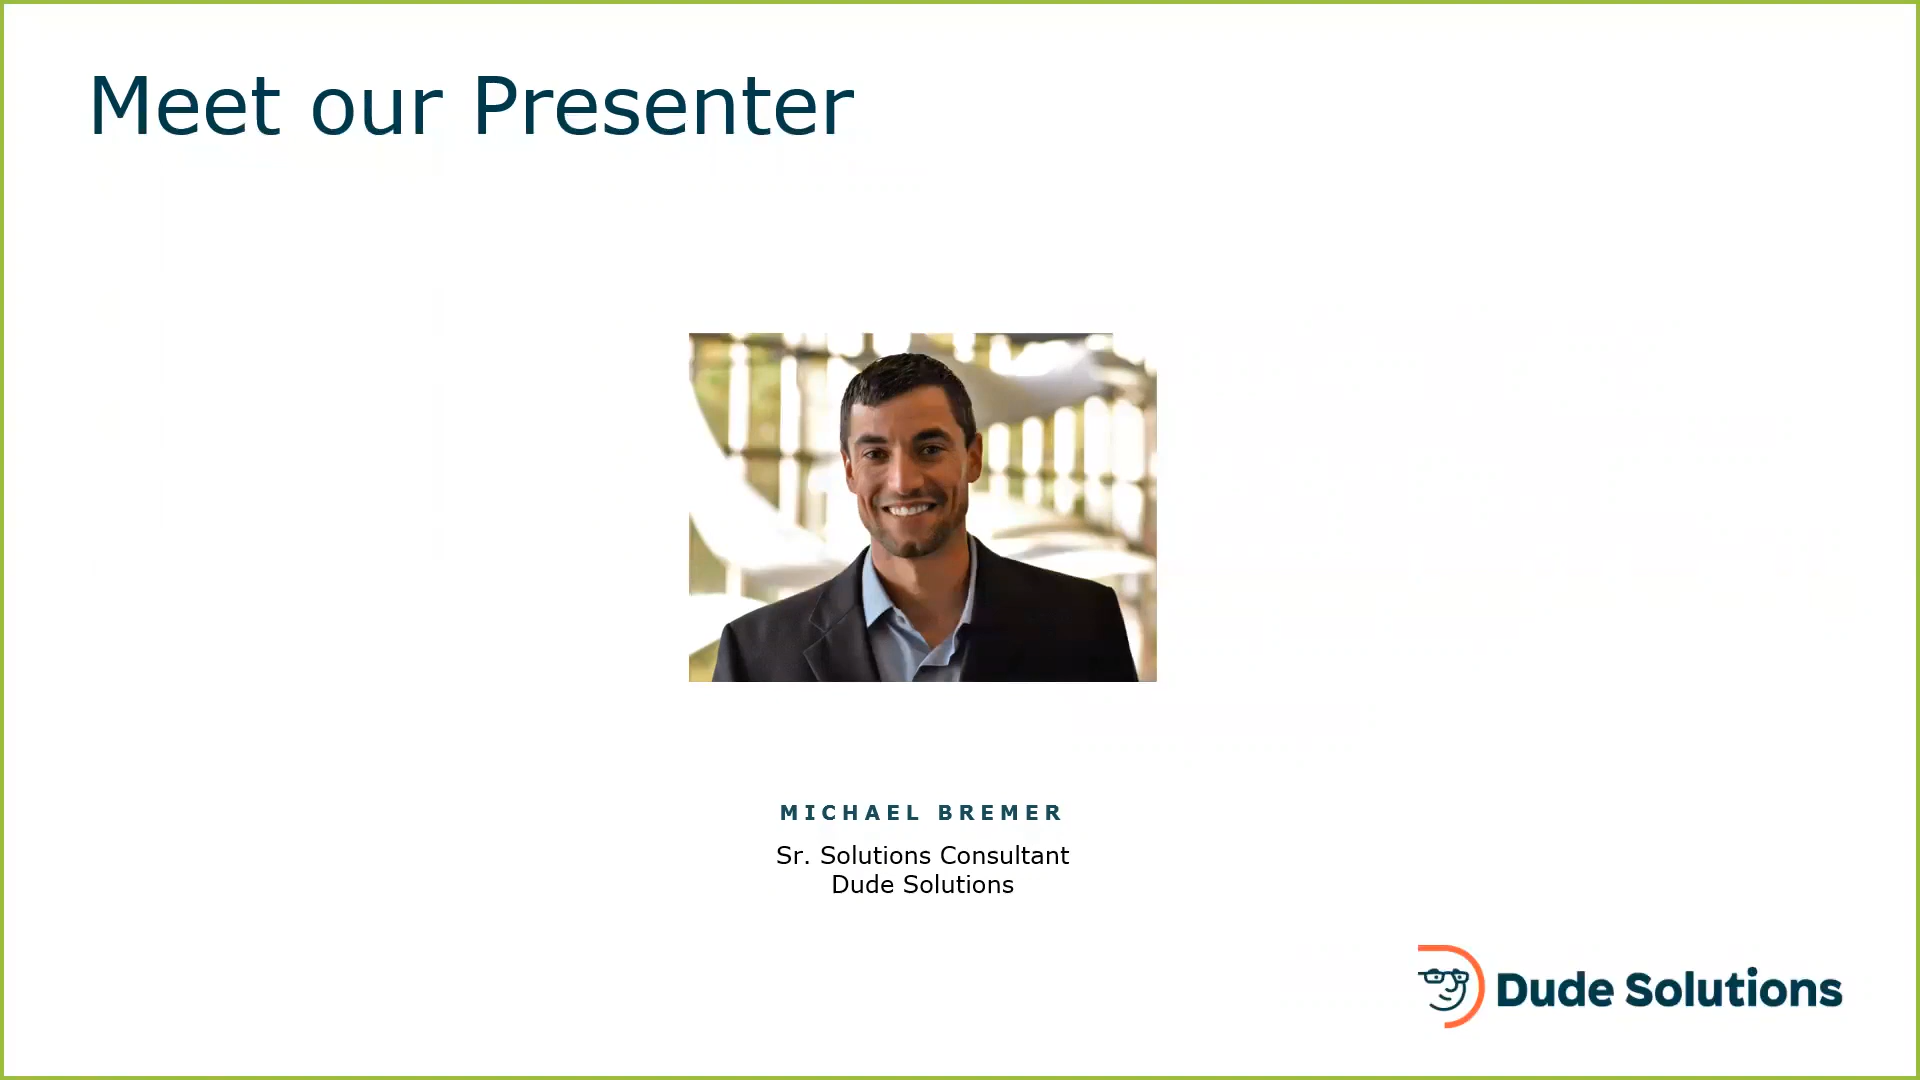 Meet our Presenter
MICHAEL BREMER
Sr. Solutions Consultant
Dude Solutions
Dude Solutions